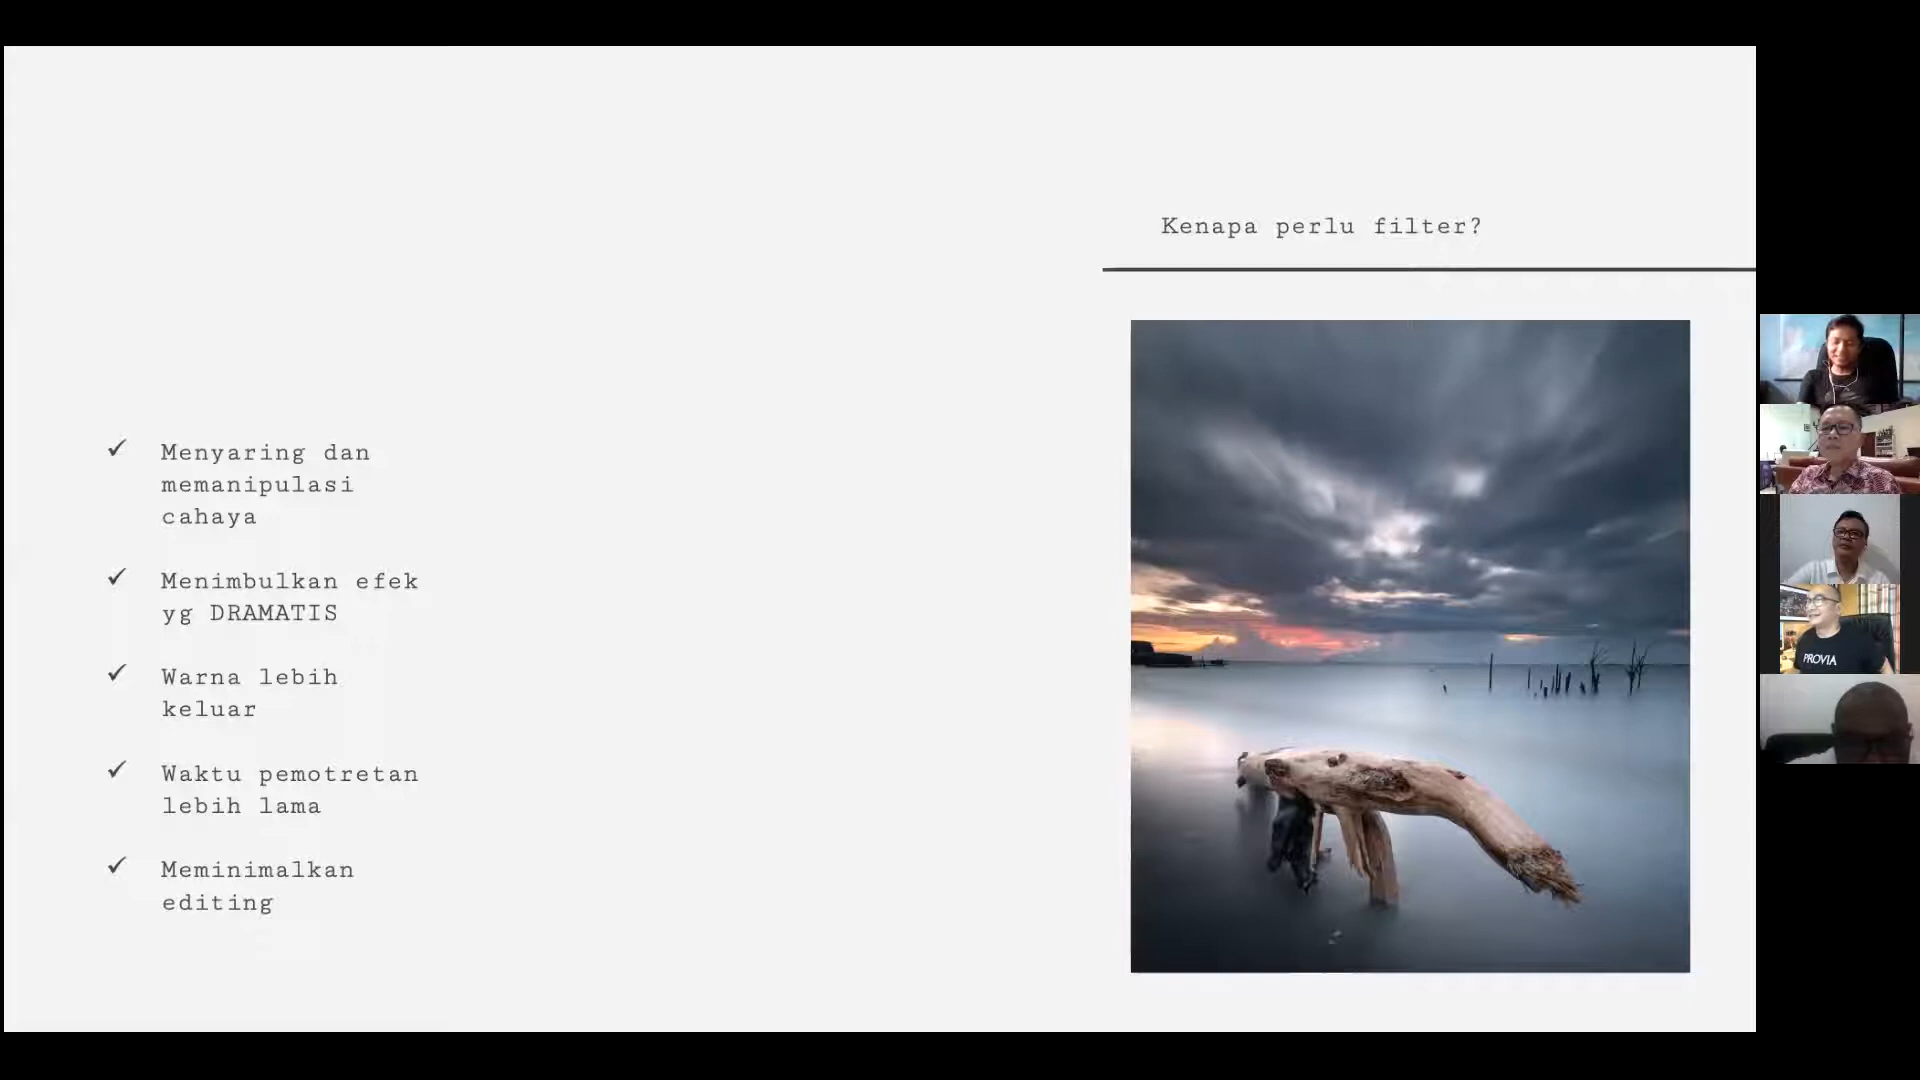 Kenapa perlu filter?
Menyaring dan
memanipulasi
cahaya
Menimbulkan efek
yg DRAMATIS
Warna lebih
keluar
Waktu pemotretan
lebih lama
Meminimalkan
editing
PROVIA